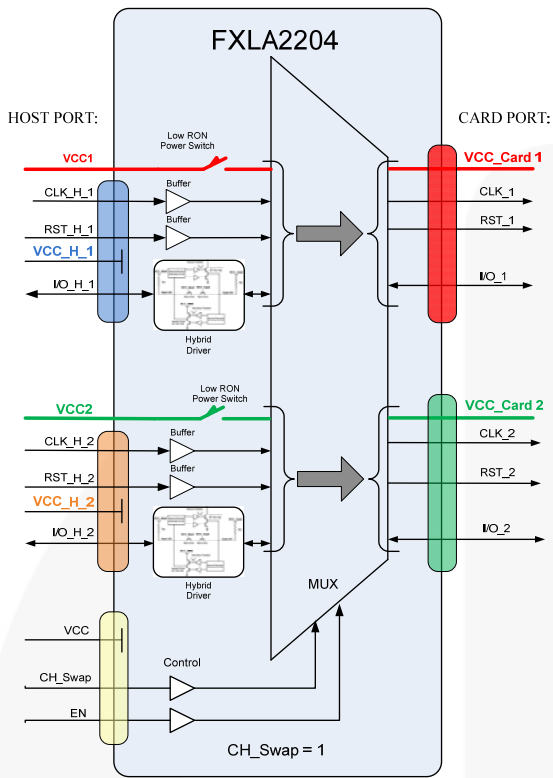 FXLA2204
HOST PORT:
CARD PORT:
Low RON
Power Switch
VCC1
VCC_Card 1
CLK_H_1
Buffer
CLK_1
RST_H_1
Buffer
RST_1
VCC_H_1
I/O_H_1
I/O_1
Hybrid
Driver
Low RON
Power Switch
VCC2
VCC_Card 2
CLK_H_2
Buffer
CLK_2
RST_H_2
Buffer
RST_2
VCC_H_2
I/O_H_2
I/O_2
Hybrid
Driver
MUX
VCC
Control
CH_Swap
EN
CH_Swap = 1